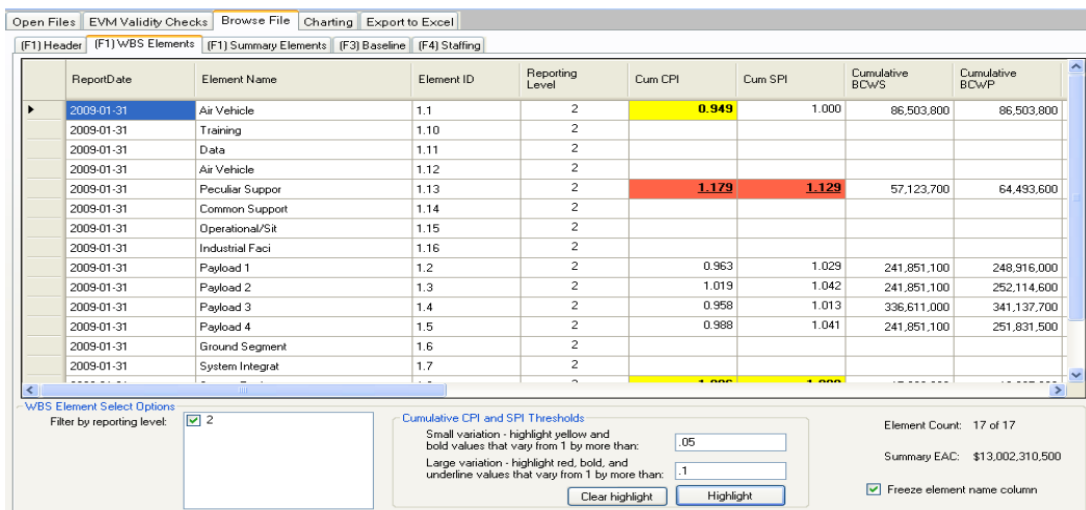 Open Files EVM Validity Checks Browse File Charting Export to Excel
(F1) Header (F1) WBS Elements (F1) Summary Elements (F3) Baseline (F4) Staffing
ReportDate Element Name Element ID Reporting Level Cum CPI Cum SPI Cumulative BCWS Cumulative BCWP
2009-01-31 Air Vehicle 1.1 2 0.949 1.000 86,503,800 86,503,800
2009-01-31 Training 1.10 2
2009-01-31 Data 1.11 2
2009-01-31 Air Vehicle 1.12 2
2009-01-31 Peculiar Suppor 1.13 2 1.179 1.129 57,123,700 64,493,600
2009-01-31 Common Support 1.14 2
2009-01-31 Operational/Sit 1.15 2
2009-01-31 Industrial Faci 1.16 2
2009-01-31 Payload 1 1.2 2 0.963 1.029 241,851,100 248,916,000
2009-01-31 Payload 2 1.3 2 1.019 1.042 241,851,100 252,114,600
2009-01-31 Payload 3 1.4 2 0.958 1.013 336,611,000 341,137,700
2009-01-31 Payload 4 1.5 2 0.988 1.041 241,851,100 251,831,500
2009-01-31 Ground Segment 1.6 2
2009-01-31 System Integrat 1.7 2
WBS Element Select Options
Filter by reporting level: 2
Cumulative CPI and SPI Thresholds
Small variation - highlight yellow and
bold values that vary from 1 by more than: .05
Large variation - highlight red, bold, and
underline values that vary from 1 by more than: .1
Clear highlight Highlight
Element Count: 17 of 17
Summary EAC: $13,002,310,500
Freeze element name column